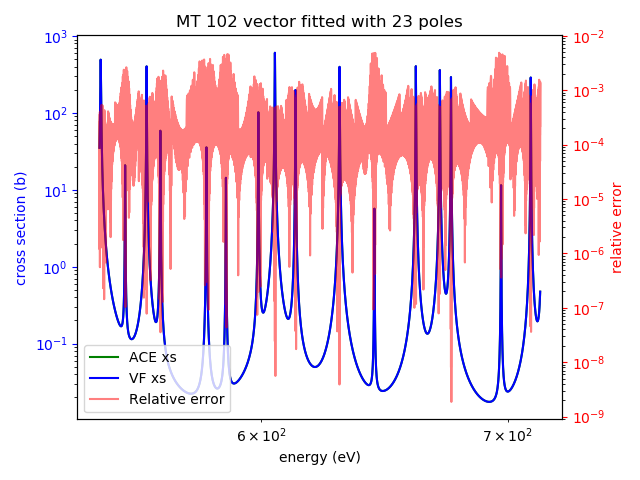 MT 102 vector fitted with 23 poles
10³
10²
10¹
10⁰
10⁻¹
cross section (b)
10⁻²
10⁻³
10⁻⁴
10⁻⁵
10⁻⁶
10⁻⁷
10⁻⁸
10⁻⁹
relative error
ACE xs
VF xs
Relative error
6 × 10²
7 × 10²
energy (eV)